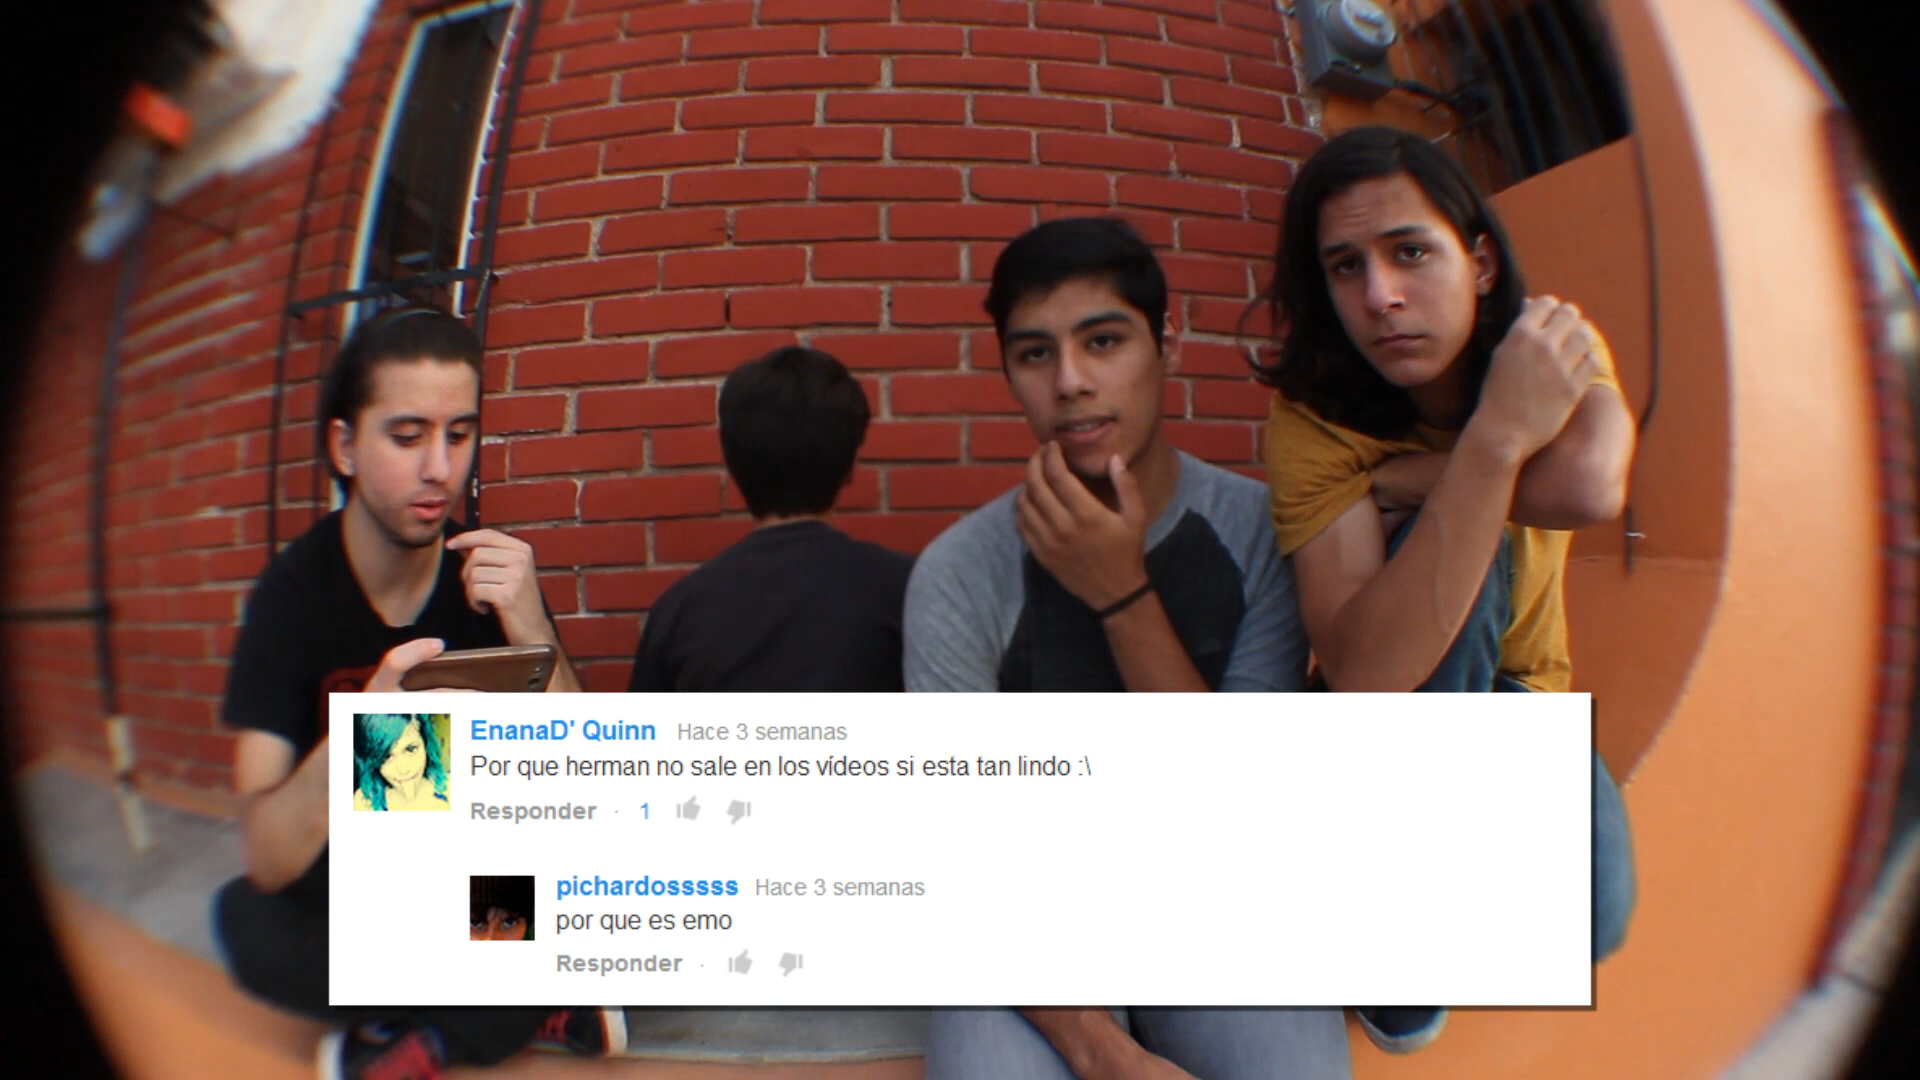 EnanaD' Quinn Hace 3 semanas
Por que herman no sale en los vídeos si esta tan lindo :\
Responder · 1
pichardosssss Hace 3 semanas
por que es emo
Responder ·